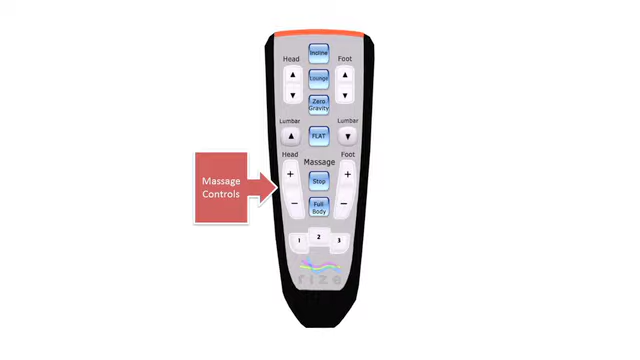 Incline
Head
Foot
Lounge
Zero
Gravity
Lumbar
FLAT
Lumbar
Head
Massage
Foot
+
Stop
+
Massage
Controls
−
Full
Body
−
1
2
3
rize